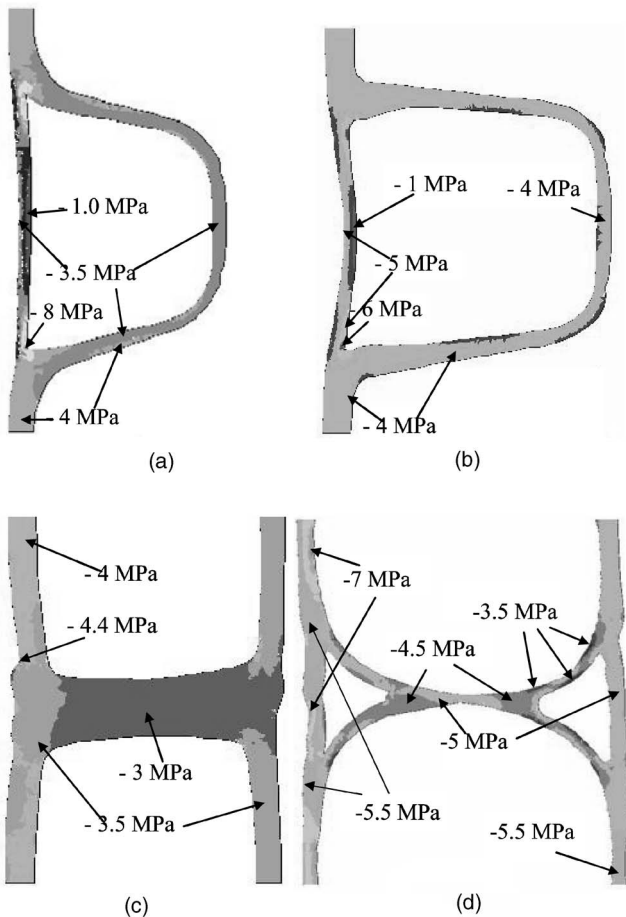 - 1.0 MPa
- 3.5 MPa
- 8 MPa
- 4 MPa
(a)
- 1 MPa
- 4 MPa
- 5 MPa
- 6 MPa
- 4 MPa
(b)
- 4 MPa
- 4.4 MPa
- 3 MPa
- 3.5 MPa
(c)
-7 MPa
-3.5 MPa
-4.5 MPa
-5 MPa
-5.5 MPa
-5.5 MPa
(d)